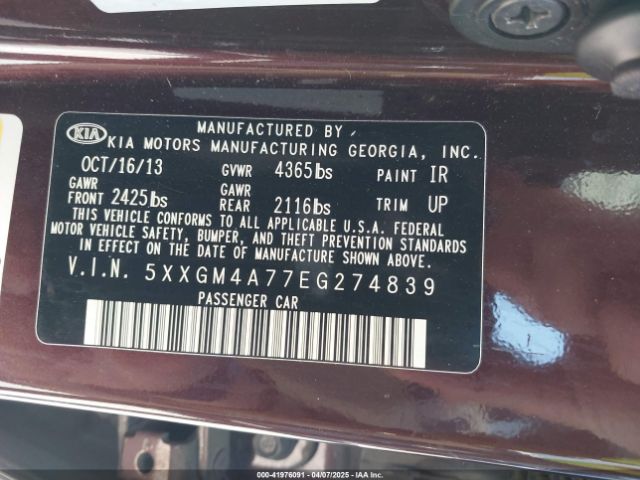 MANUFACTURED BY
KIA KIA MOTORS MANUFACTURING GEORGIA, INC.
OCT/16/13 GVWR 4365lbs PAINT IR
GAWR FRONT 2425lbs GAWR REAR 2116lbs TRIM UP
THIS VEHICLE CONFORMS TO ALL APPLICABLE U.S.A. FEDERAL
MOTOR VEHICLE SAFETY, BUMPER, AND THEFT PREVENTION STANDARDS
IN EFFECT ON THE DATE OF MANUFACTURE SHOWN ABOVE.
V.I.N. 5XXGM4A77EG274839
PASSENGER CAR
000-41976091 - 04/07/2025 - IAA Inc.